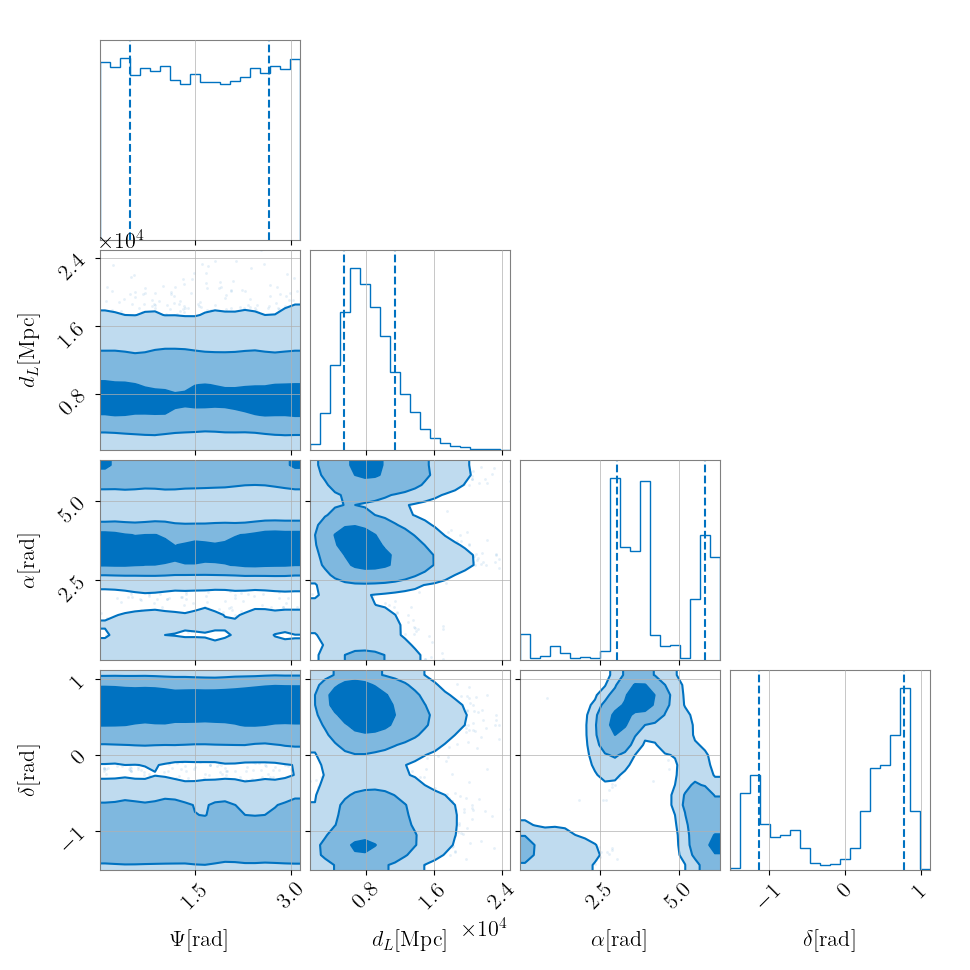 ×10⁴
2.4
1.6
0.8
d_L[Mpc]
5.0
2.5
α[rad]
1
0
−1
δ[rad]
1.5 3.0
0.8 1.6 2.4
2.5 5.0
−1 0 1
×10⁴
Ψ[rad] d_L[Mpc] α[rad] δ[rad]